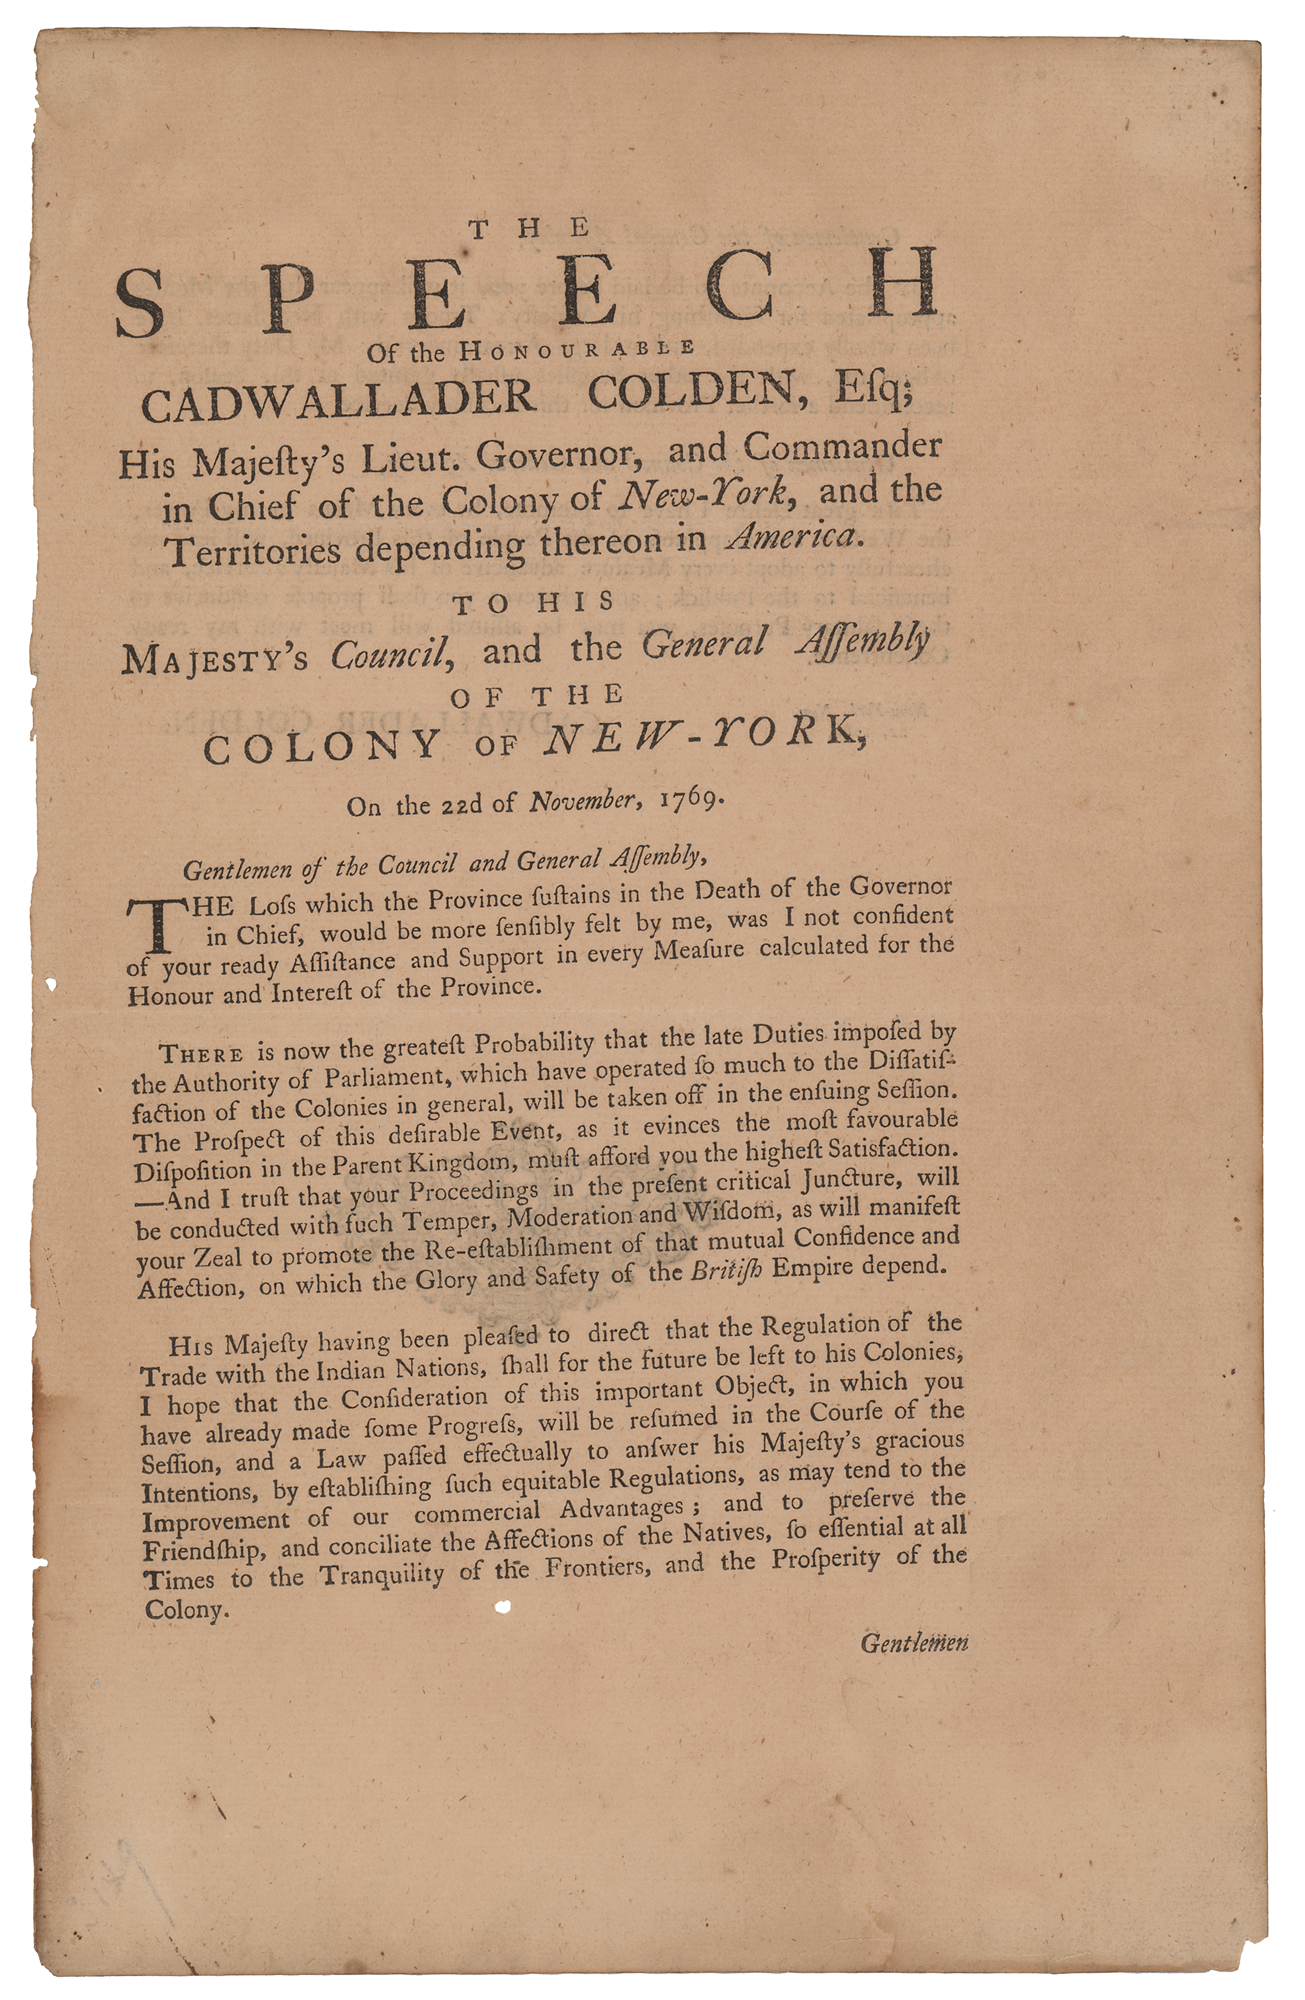 THE
SPEECH
Of the HONOURABLE
CADWALLADER COLDEN, Eſq;
His Majeſty's Lieut. Governor, and Commander
in Chief of the Colony of New-York, and the
Territories depending thereon in America.
TO HIS
MAJESTY'S Council, and the General Aſſembly
OF THE
COLONY OF NEW-YORK,
On the 22d of November, 1769.
Gentlemen of the Council and General Aſſembly,
THE Loſs which the Province ſuſtains in the Death of the Governor
in Chief, would be more ſenſibly felt by me, was I not confident
of your ready Aſſiſtance and Support in every Meaſure calculated for the
Honour and Intereſt of the Province.
THERE is now the greateſt Probability that the late Duties impoſed by
the Authority of Parliament, which have operated ſo much to the Diſſatiſ-
faction of the Colonies in general, will be taken off in the enſuing Seſſion.
The Proſpect of this deſirable Event, as it evinces the moſt favourable
Diſpoſition in the Parent Kingdom, muſt afford you the higheſt Satisfaction.
—And I truſt that your Proceedings in the preſent critical Juncture, will
be conducted with ſuch Temper, Moderation and Wiſdom, as will manifeſt
your Zeal to promote the Re-eſtabliſhment of that mutual Confidence and
Affection, on which the Glory and Safety of the Britiſh Empire depend.
HIS Majeſty having been pleaſed to direct that the Regulation of the
Trade with the Indian Nations, ſhall for the future be left to his Colonies,
I hope that the Conſideration of this important Object, in which you
have already made ſome Progreſs, will be reſumed in the Courſe of the
Seſſion, and a Law paſſed effectually to anſwer his Majeſty's gracious
Intentions, by eſtabliſhing ſuch equitable Regulations, as may tend to the
Improvement of our commercial Advantages; and to preſerve the
Friendſhip, and conciliate the Affections of the Natives, ſo eſſential at all
Times to the Tranquility of the Frontiers, and the Proſperity of the
Colony.
Gentlemen